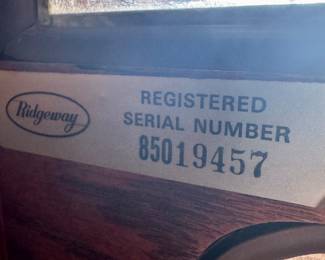 Ridgeway
REGISTERED
SERIAL NUMBER
85019457